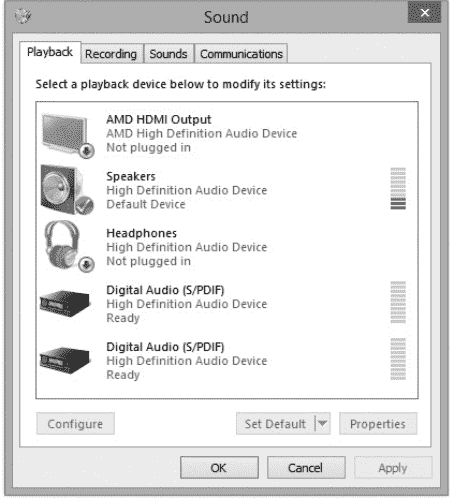 Sound
Playback Recording Sounds Communications
Select a playback device below to modify its settings:
AMD HDMI Output
AMD High Definition Audio Device
Not plugged in
Speakers
High Definition Audio Device
Default Device
Headphones
High Definition Audio Device
Not plugged in
Digital Audio (S/PDIF)
High Definition Audio Device
Ready
Digital Audio (S/PDIF)
High Definition Audio Device
Ready
Configure Set Default Properties
OK Cancel Apply